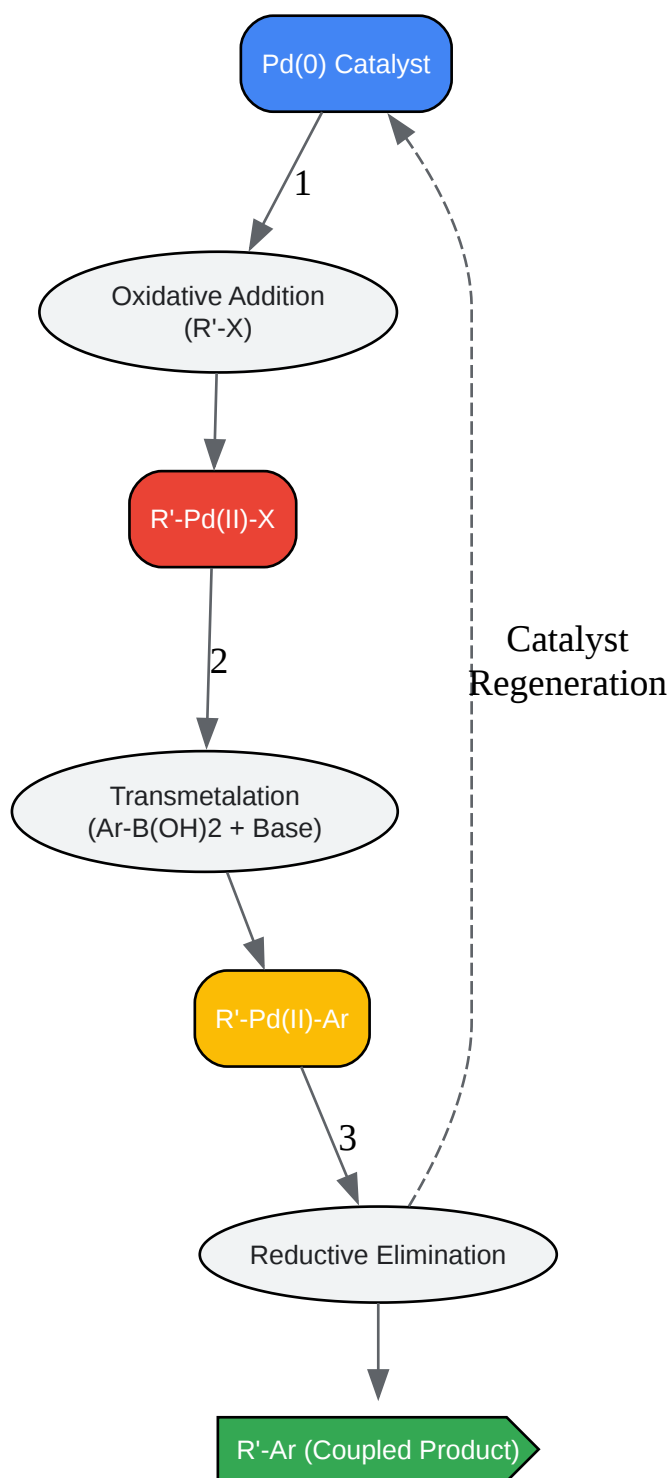 Pd(0) Catalyst
1
Oxidative Addition
(R'-X)
R'-Pd(II)-X
2
Catalyst
Regeneration
Transmetalation
(Ar-B(OH)2 + Base)
R'-Pd(II)-Ar
3
Reductive Elimination
R'-Ar (Coupled Product)